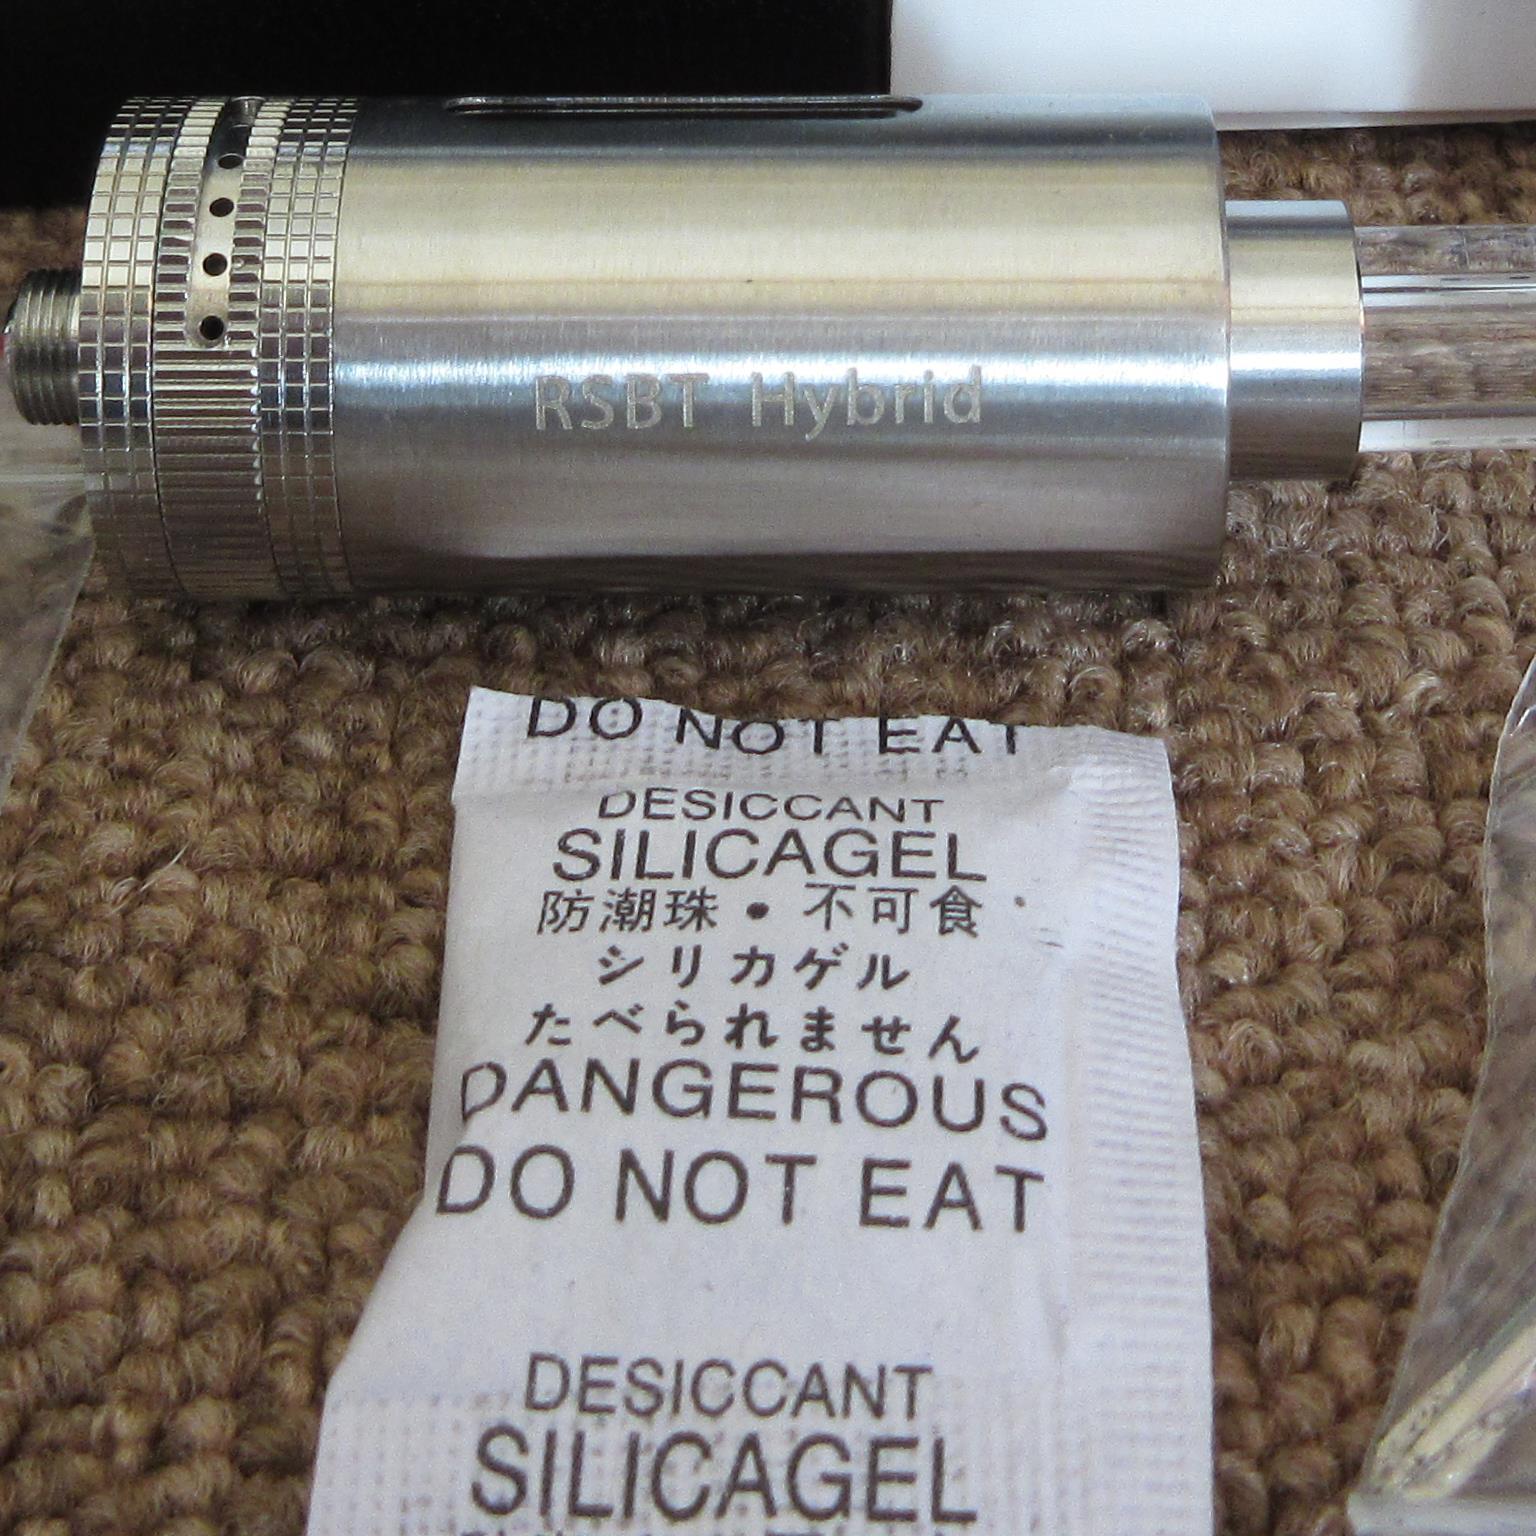 RSBT Hybrid
DO NOT EAT
DESICCANT
SILICAGEL
防潮珠・不可食
シリカゲル
たべられません
DANGEROUS
DO NOT EAT
DESICCANT
SILICAGEL